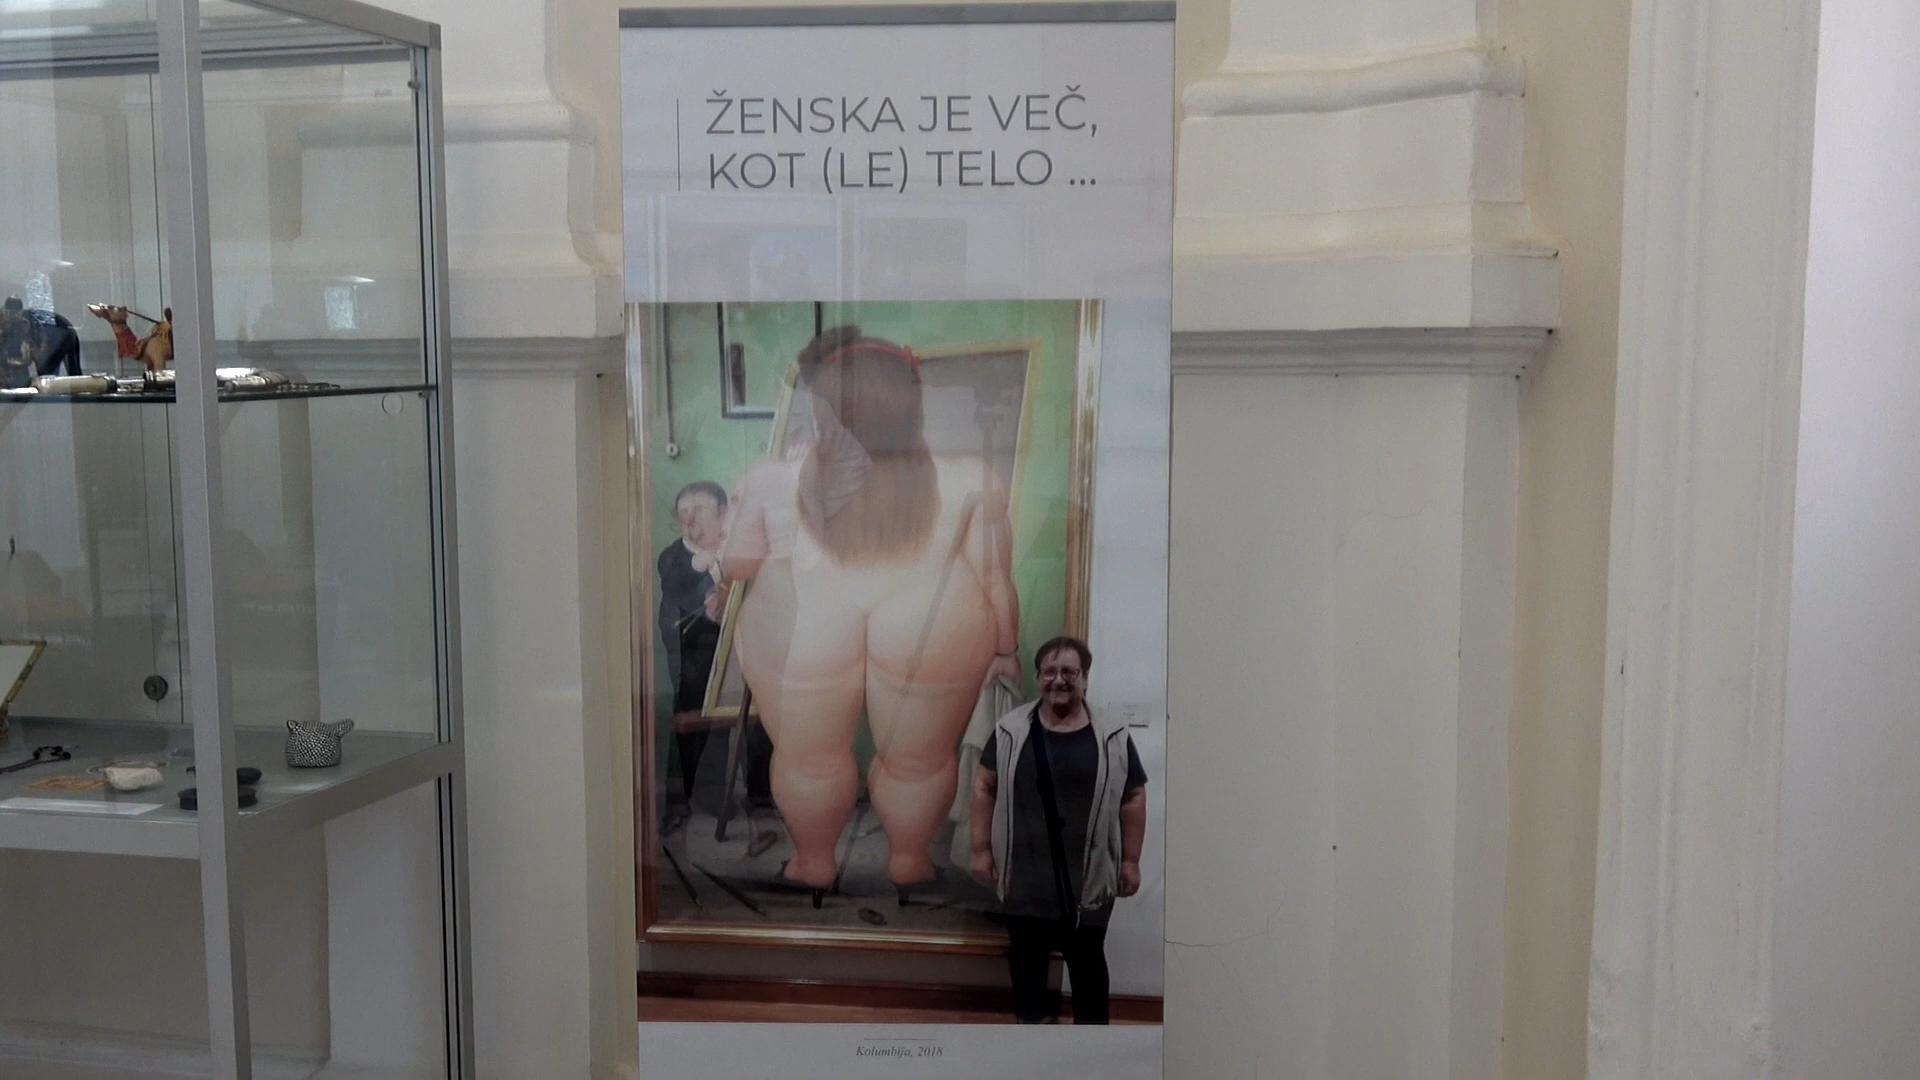 ŽENSKA JE VEČ,
KOT (LE) TELO ...
Kolumbija, 2018